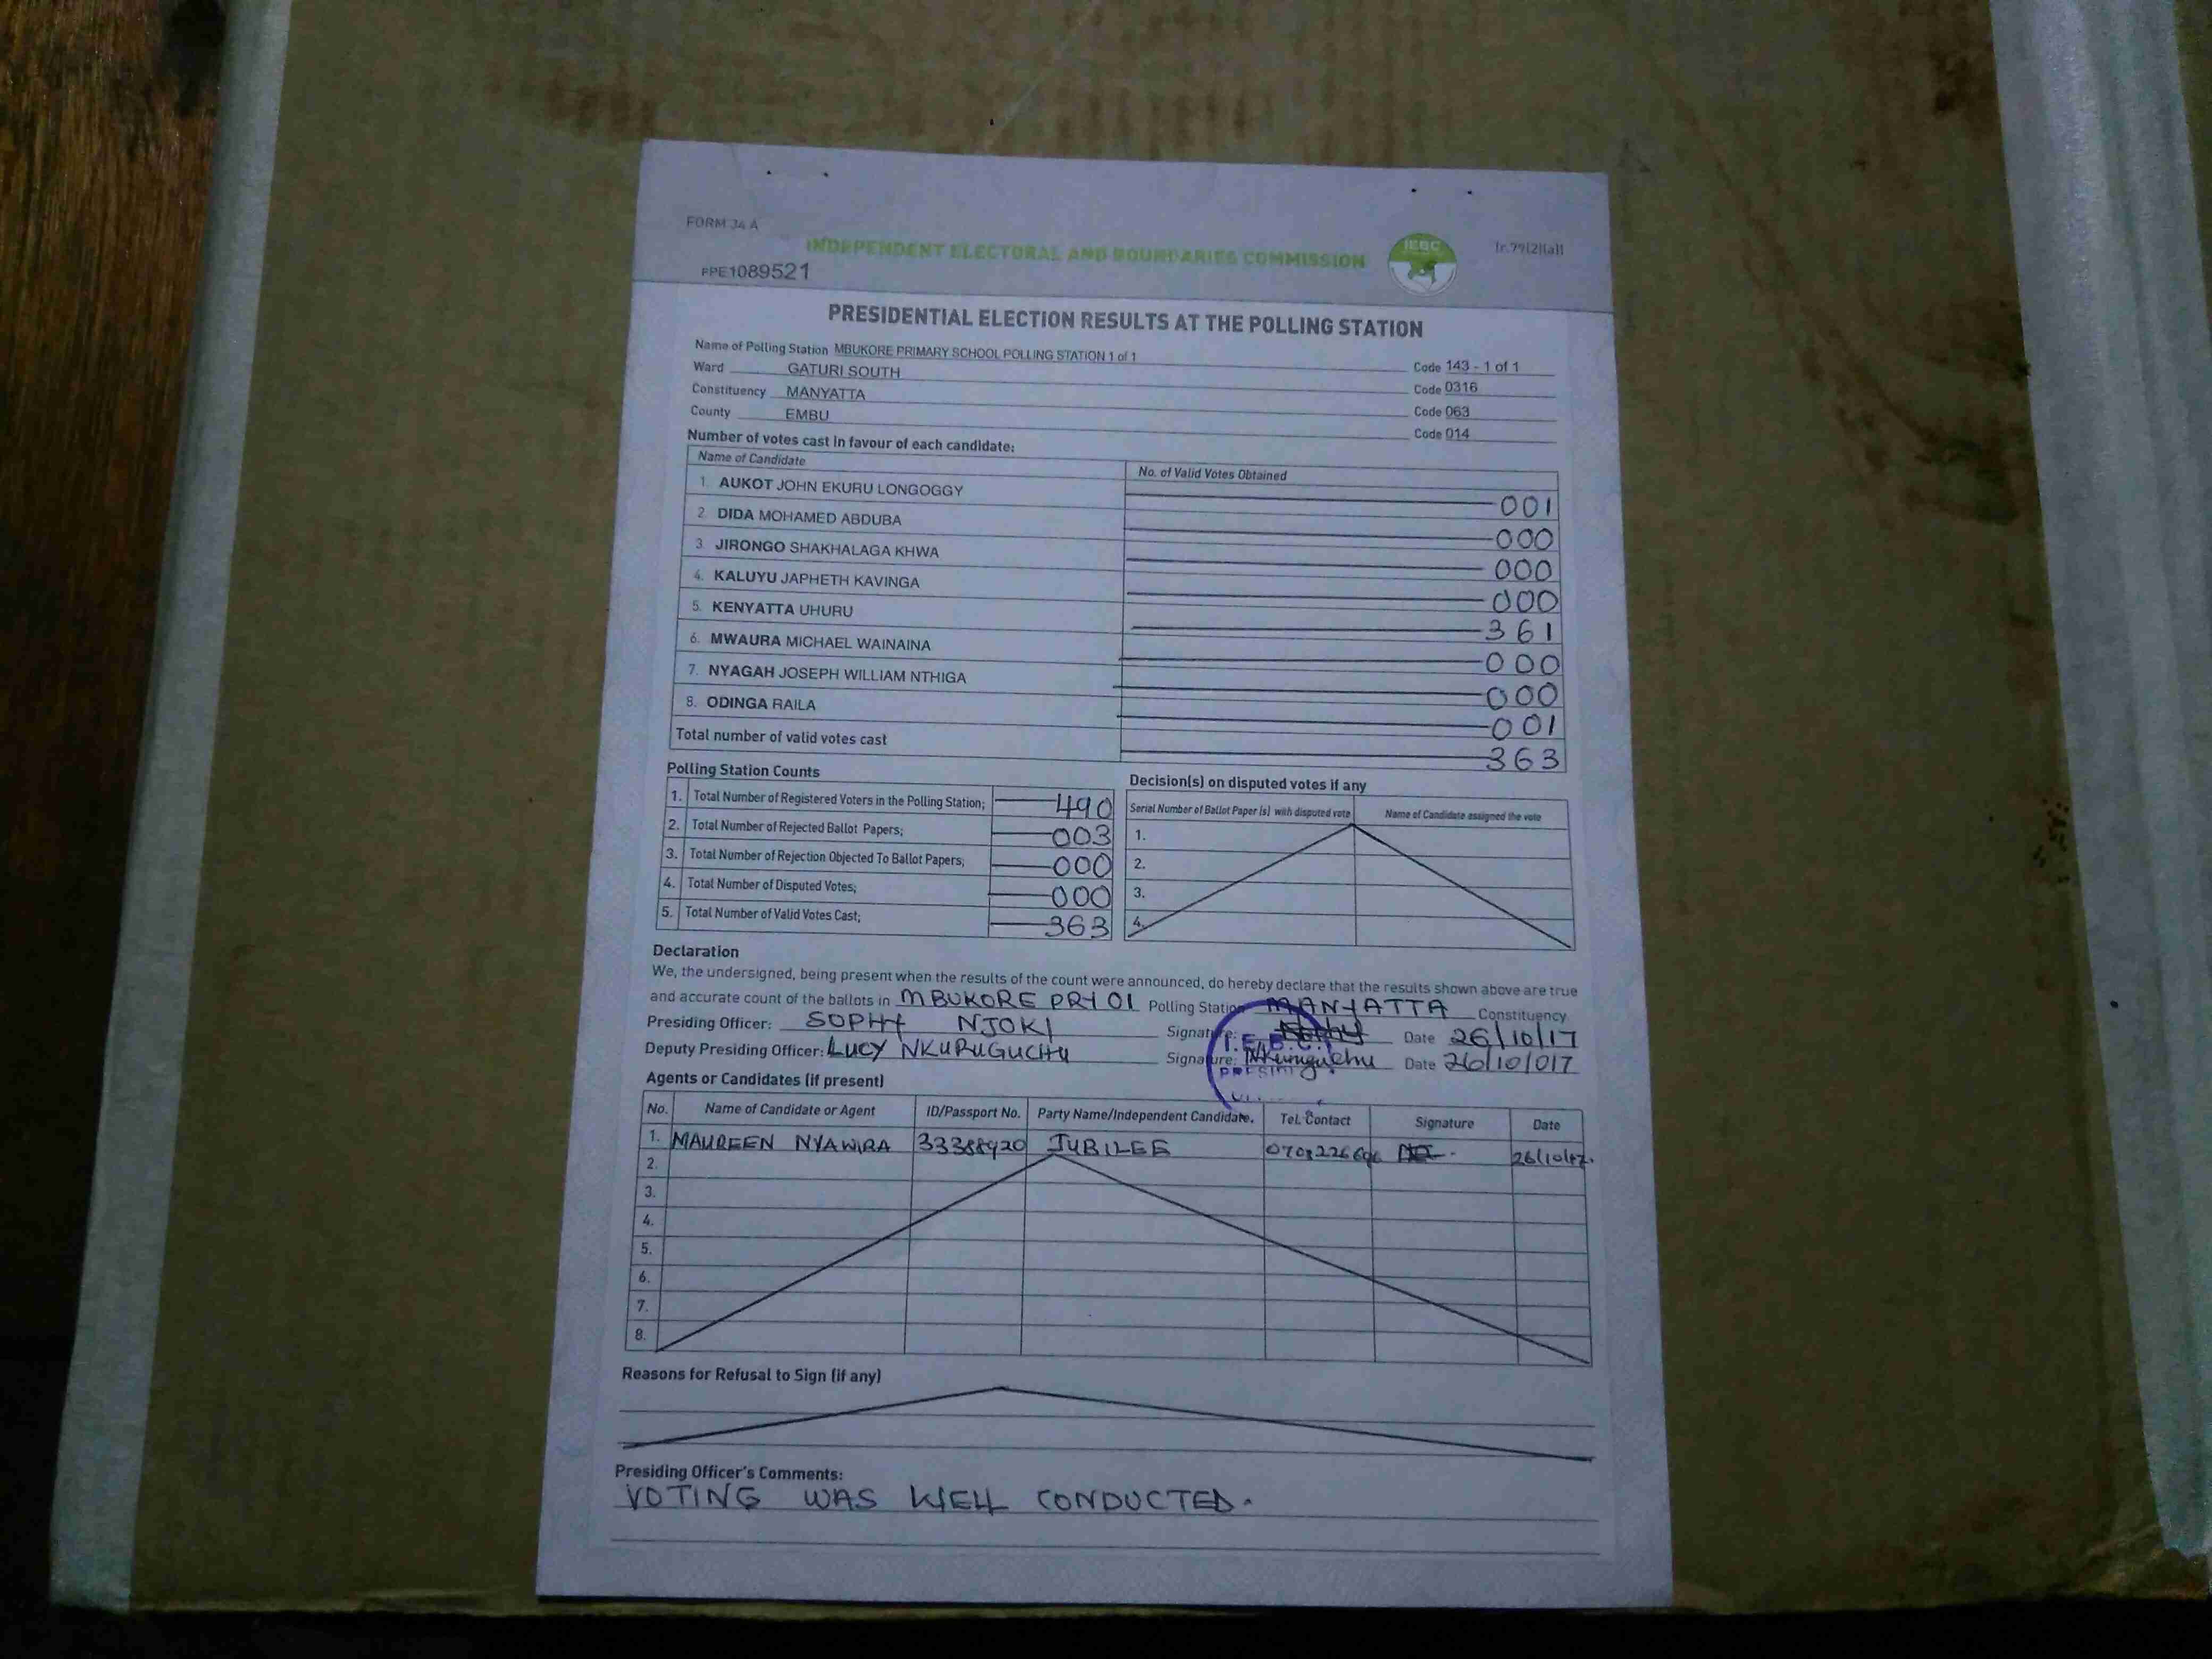 FORM 34 A
INDEPENDENT ELECTORAL AND BOUNDARIES COMMISSION IEBC (r.79(2)(a))
PPE1089521
PRESIDENTIAL ELECTION RESULTS AT THE POLLING STATION
Name of Polling Station MBUKORE PRIMARY SCHOOL POLLING STATION 1 of 1 Code 143 - 1 of 1
Ward GATURI SOUTH Code 0316
Constituency MANYATTA Code 063
County EMBU Code 014
Number of votes cast in favour of each candidate:
Name of Candidate No. of Valid Votes Obtained
1. AUKOT JOHN EKURU LONGOGGY 001
2. DIDA MOHAMED ABDUBA 000
3. JIRONGO SHAKHALAGA KHWA 000
4. KALUYU JAPHETH KAVINGA 000
5. KENYATTA UHURU 361
6. MWAURA MICHAEL WAINAINA 000
7. NYAGAH JOSEPH WILLIAM NTHIGA 000
8. ODINGA RAILA 001
Total number of valid votes cast 363
Polling Station Counts
1. Total Number of Registered Voters in the Polling Station; 490
2. Total Number of Rejected Ballot Papers; 003
3. Total Number of Rejection Objected To Ballot Papers; 000
4. Total Number of Disputed Votes; 000
5. Total Number of Valid Votes Cast; 363
Decision(s) on disputed votes if any
Serial Number of Ballot Paper (s) with disputed vote Name of Candidate assigned the vote
1.
2.
3.
4.
Declaration
We, the undersigned, being present when the results of the count were announced, do hereby declare that the results shown above are true
and accurate count of the ballots in MBUKORE PRY 01 Polling Station MANYATTA Constituency
Presiding Officer: SOPHY NJOKI Signature: Date 26/10/17
Deputy Presiding Officer: LUCY NKURUGUCHU Signature: Nkuruguchu Date 26/10/017
Agents or Candidates (if present)
No. Name of Candidate or Agent ID/Passport No. Party Name/Independent Candidate. Tel. Contact Signature Date
1. MAUREEN NYAWIRA 33388920 JUBILEE 26/10/17.
2.
3.
4.
5.
6.
7.
8.
Reasons for Refusal to Sign (if any)
Presiding Officer's Comments:
VOTING WAS WELL CONDUCTED.